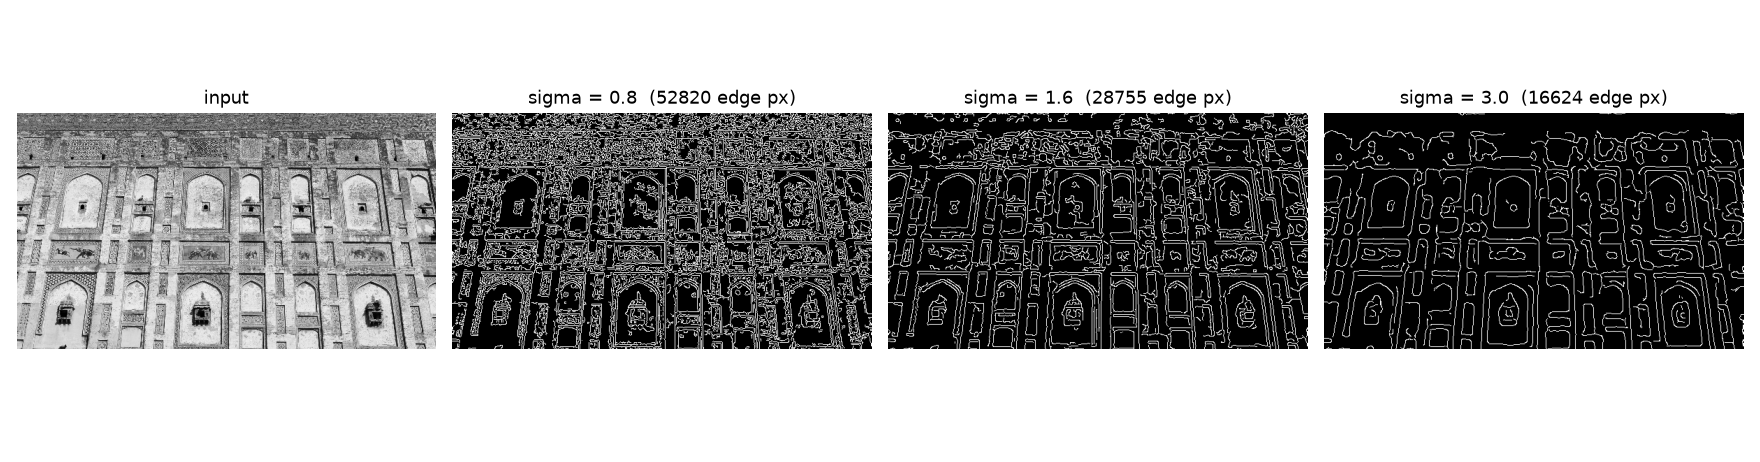 input
sigma = 0.8  (52820 edge px)
sigma = 1.6  (28755 edge px)
sigma = 3.0  (16624 edge px)